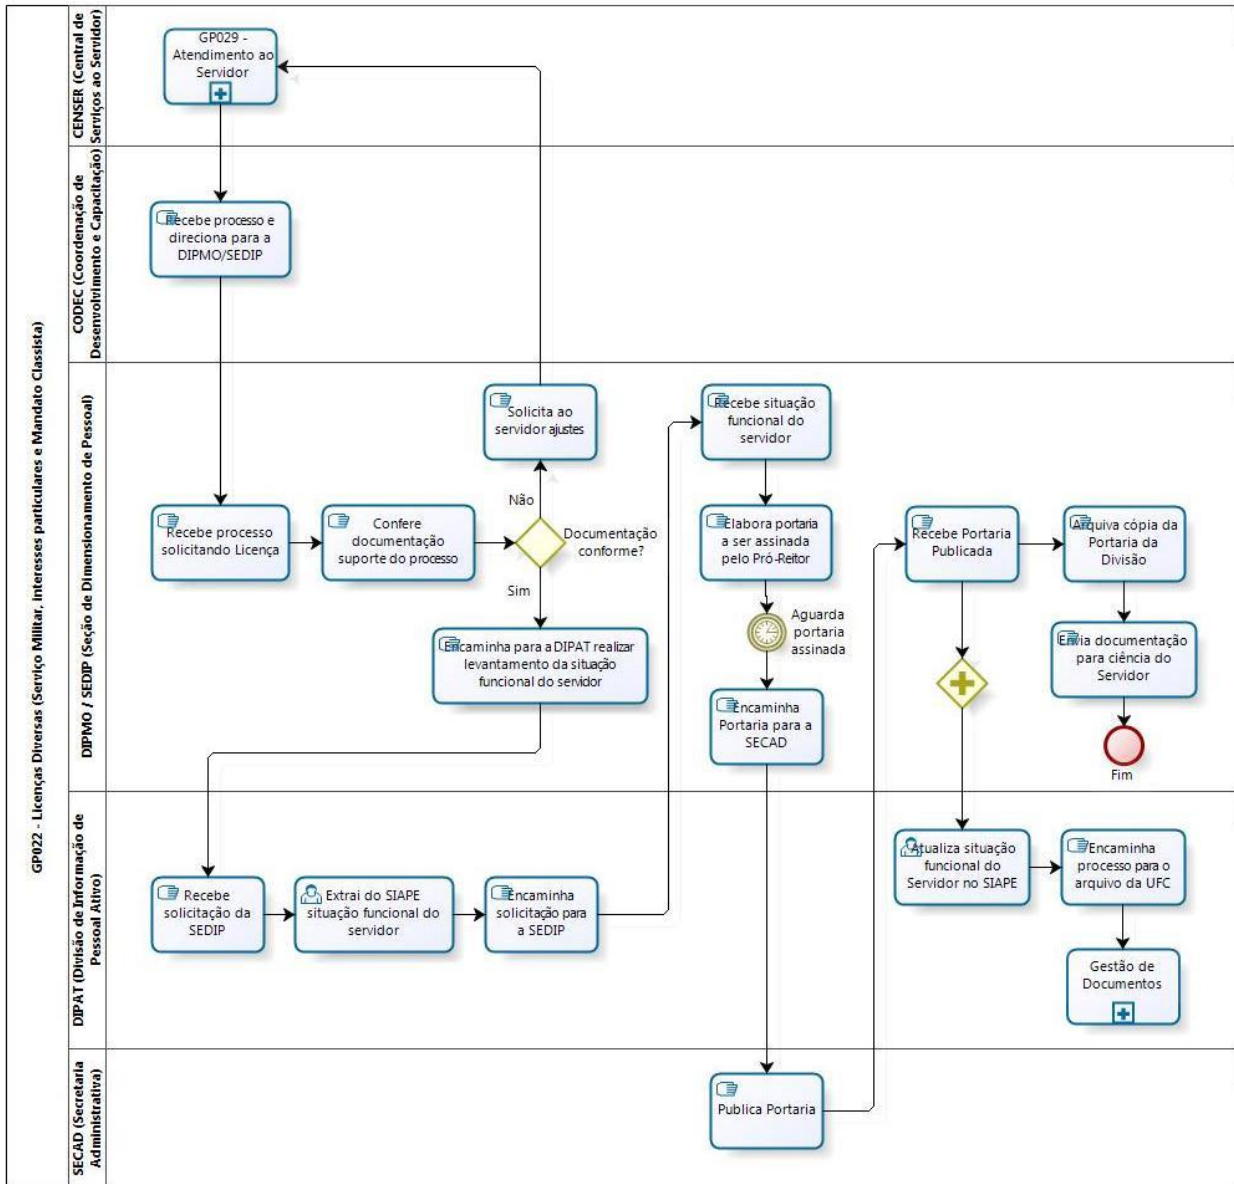 GP022 - Licenças Diversas (Serviço Militar, interesses particulares e Mandato Classista)
CENSER (Central de
Serviços ao Servidor)
GP029 -
Atendimento ao
Servidor
CODEC (Coordenação de
Desenvolvimento e Capacitação)
Recebe processo e
direciona para a
DIPMO/SEDIP
DIPMO / SEDIP (Seção de Dimensionamento de Pessoal)
Recebe processo
solicitando Licença
Confere
documentação
suporte do processo
Solicita ao
servidor ajustes
Não
Documentação
conforme?
Sim
Encaminha para a DIPAT realizar
levantamento da situação
funcional do servidor
Recebe situação
funcional do
servidor
Elabora portaria
a ser assinada
pelo Pró-Reitor
Aguarda
portaria
assinada
Encaminha
Portaria para a
SECAD
Recebe Portaria
Publicada
Arquiva cópia da
Portaria da
Divisão
Envia documentação
para ciência do
Servidor
Fim
DIPAT (Divisão de Informação de
Pessoal Ativo)
Recebe
solicitação da
SEDIP
Extrai do SIAPE
situação funcional do
servidor
Encaminha
solicitação para
a SEDIP
Atualiza situação
funcional do
Servidor no SIAPE
Encaminha
processo para o
arquivo da UFC
Gestão de
Documentos
SECAD (Secretaria
Administrativa)
Publica Portaria